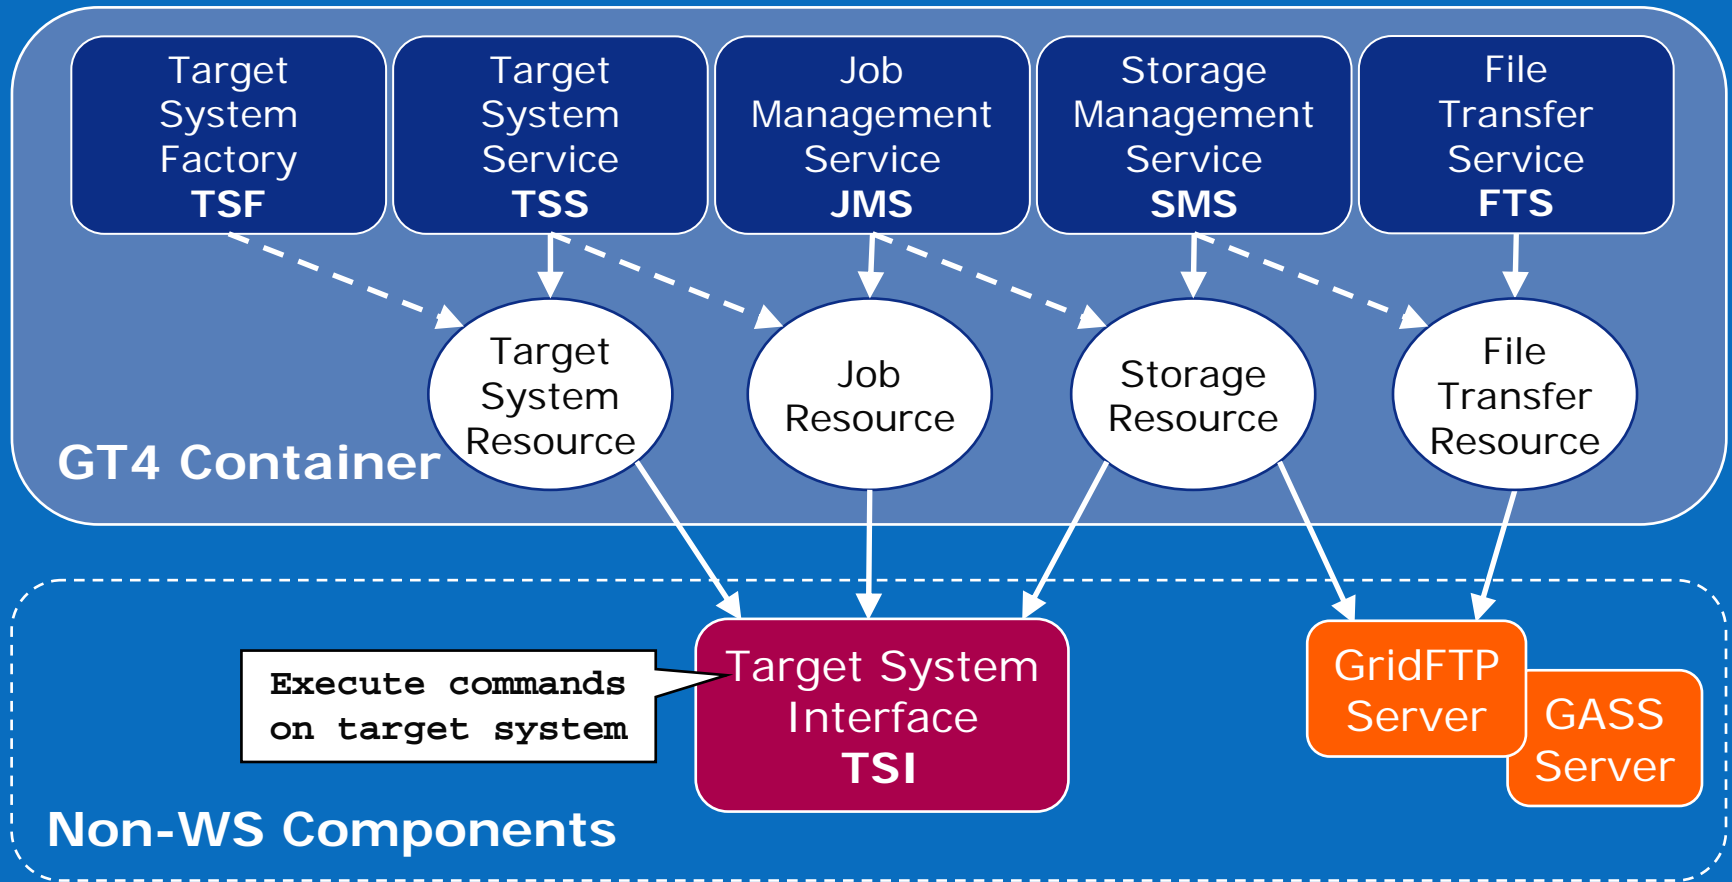 Target
System
Factory
TSF
Target
System
Service
TSS
Job
Management
Service
JMS
Storage
Management
Service
SMS
File
Transfer
Service
FTS
Target
System
Resource
Job
Resource
Storage
Resource
File
Transfer
Resource
GT4 Container
Execute commands
on target system
Target System
Interface
TSI
GridFTP
Server
GASS
Server
Non-WS Components